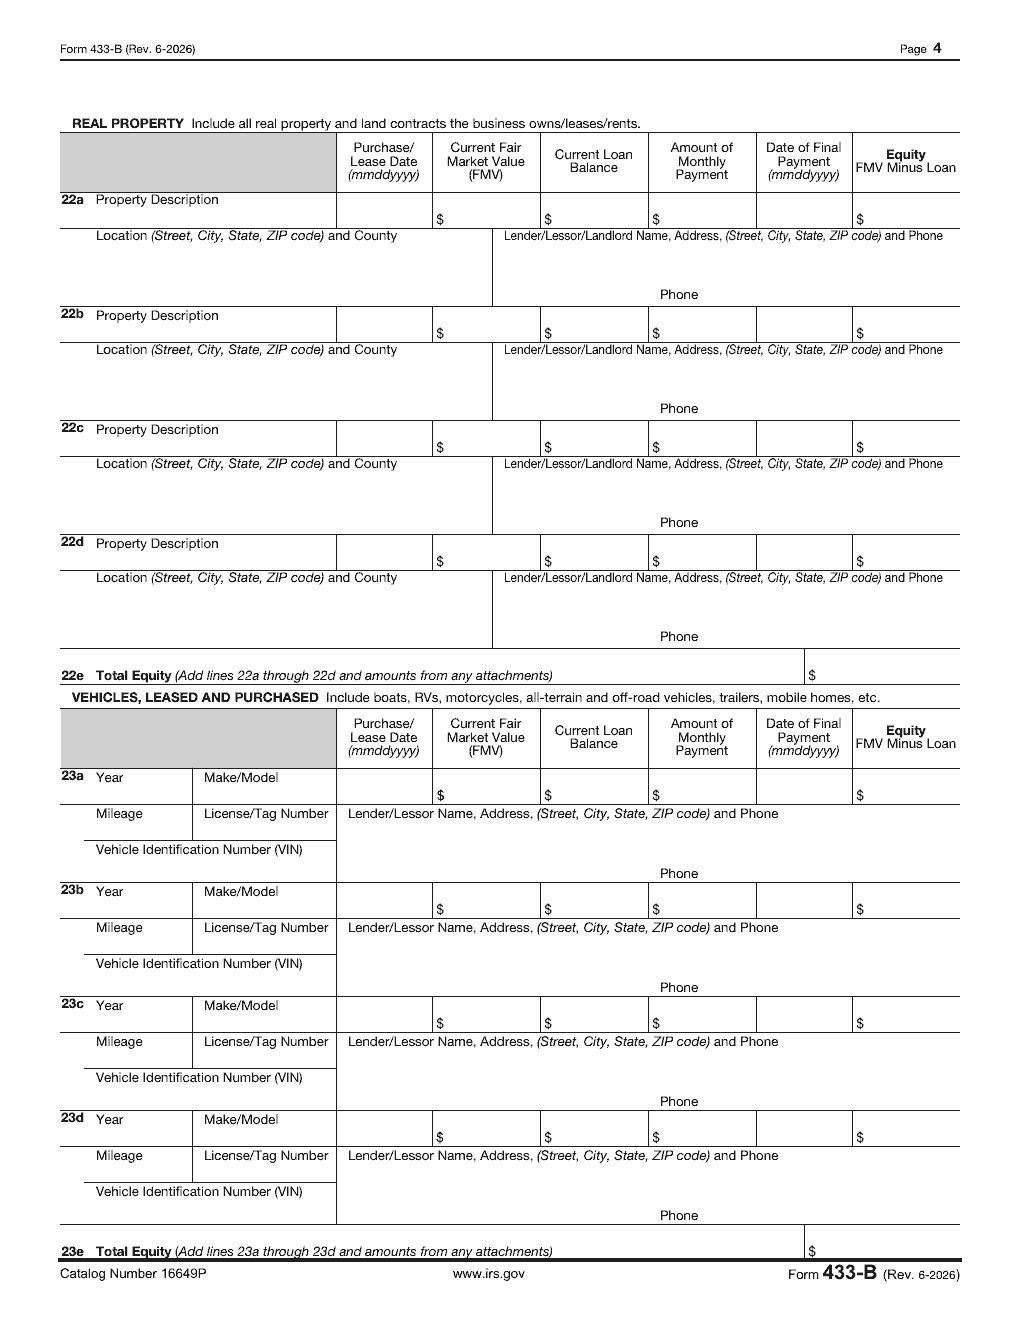 Form 433-B (Rev. 6-2026) Page 4
REAL PROPERTY Include all real property and land contracts the business owns/leases/rents.
Purchase/ Lease Date (mmddyyyy) Current Fair Market Value (FMV) Current Loan Balance Amount of Monthly Payment Date of Final Payment (mmddyyyy) Equity FMV Minus Loan
22a Property Description $ $ $ $
Location (Street, City, State, ZIP code) and County Lender/Lessor/Landlord Name, Address, (Street, City, State, ZIP code) and Phone
Phone
22b Property Description $ $ $ $
Location (Street, City, State, ZIP code) and County Lender/Lessor/Landlord Name, Address, (Street, City, State, ZIP code) and Phone
Phone
22c Property Description $ $ $ $
Location (Street, City, State, ZIP code) and County Lender/Lessor/Landlord Name, Address, (Street, City, State, ZIP code) and Phone
Phone
22d Property Description $ $ $ $
Location (Street, City, State, ZIP code) and County Lender/Lessor/Landlord Name, Address, (Street, City, State, ZIP code) and Phone
Phone
22e Total Equity (Add lines 22a through 22d and amounts from any attachments) $
VEHICLES, LEASED AND PURCHASED Include boats, RVs, motorcycles, all-terrain and off-road vehicles, trailers, mobile homes, etc.
Purchase/ Lease Date (mmddyyyy) Current Fair Market Value (FMV) Current Loan Balance Amount of Monthly Payment Date of Final Payment (mmddyyyy) Equity FMV Minus Loan
23a Year Make/Model $ $ $ $
Mileage License/Tag Number Lender/Lessor Name, Address, (Street, City, State, ZIP code) and Phone
Vehicle Identification Number (VIN)
Phone
23b Year Make/Model $ $ $ $
Mileage License/Tag Number Lender/Lessor Name, Address, (Street, City, State, ZIP code) and Phone
Vehicle Identification Number (VIN)
Phone
23c Year Make/Model $ $ $ $
Mileage License/Tag Number Lender/Lessor Name, Address, (Street, City, State, ZIP code) and Phone
Vehicle Identification Number (VIN)
Phone
23d Year Make/Model $ $ $ $
Mileage License/Tag Number Lender/Lessor Name, Address, (Street, City, State, ZIP code) and Phone
Vehicle Identification Number (VIN)
Phone
23e Total Equity (Add lines 23a through 23d and amounts from any attachments) $
Catalog Number 16649P www.irs.gov Form 433-B (Rev. 6-2026)